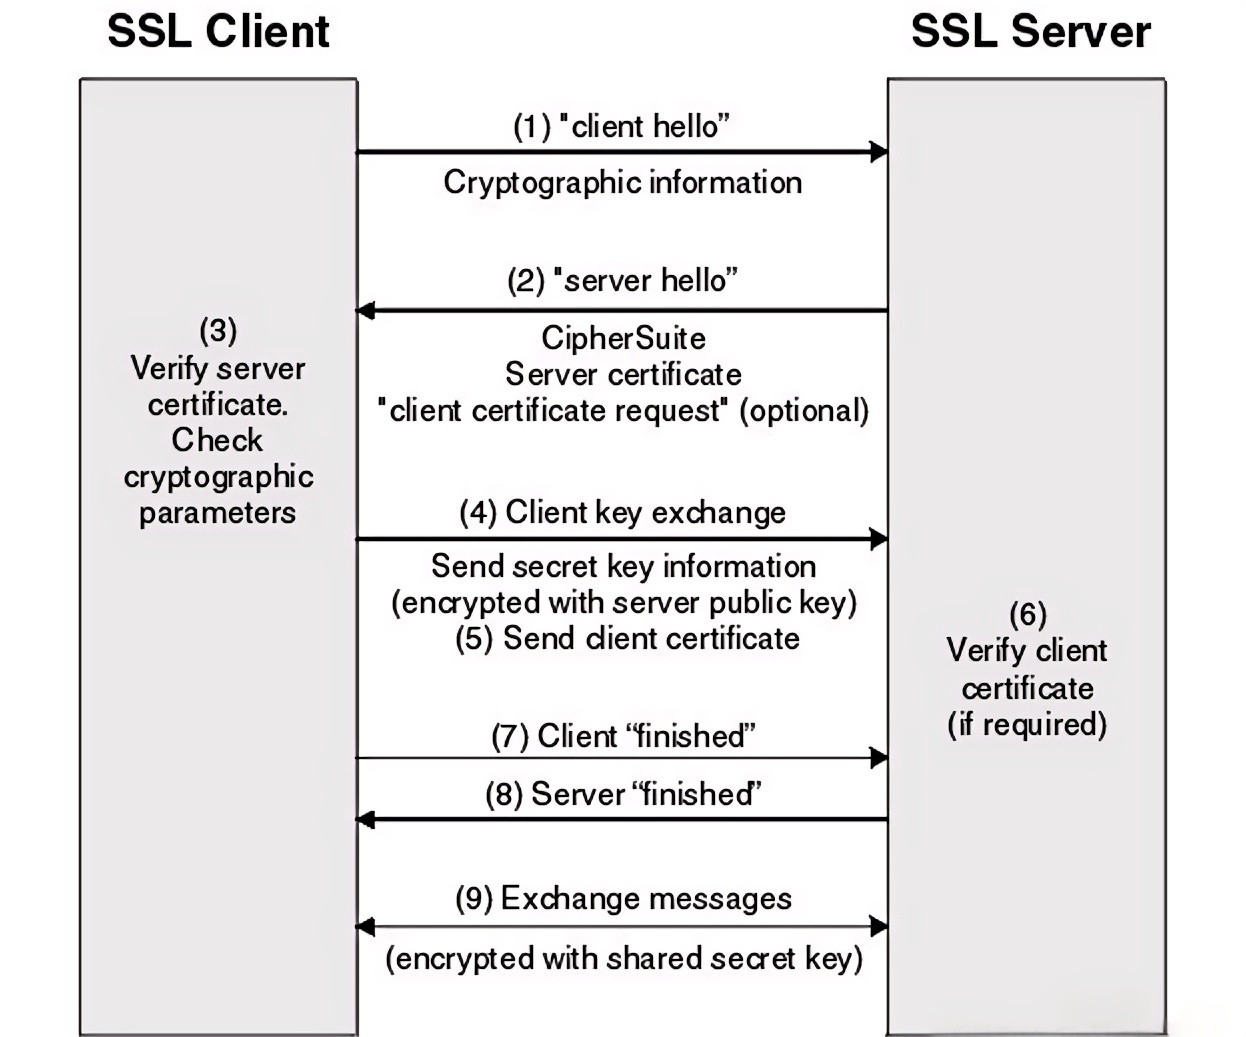 SSL Client
SSL Server
(1) "client hello”
Cryptographic information
(2) "server hello”
CipherSuite
Server certificate
"client certificate request" (optional)
(3)
Verify server
certificate.
Check
cryptographic
parameters
(4) Client key exchange
Send secret key information
(encrypted with server public key)
(5) Send client certificate
(6)
Verify client
certificate
(if required)
(7) Client “finished”
(8) Server “finished”
(9) Exchange messages
(encrypted with shared secret key)